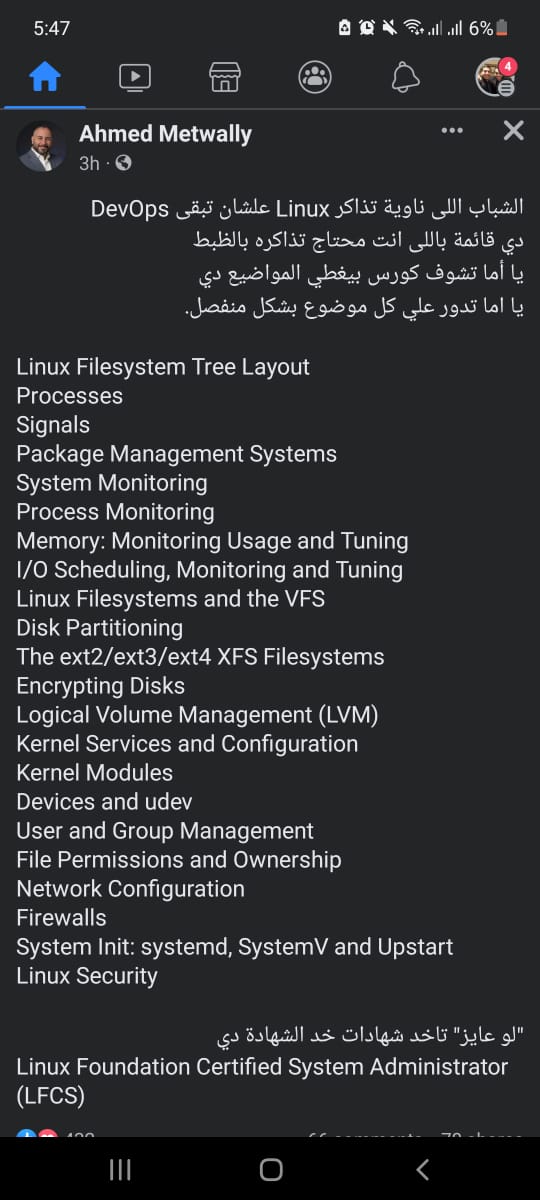 5:47
6%
4
Ahmed Metwally
3h
الشباب اللى ناوية تذاكر Linux علشان تبقى DevOps
دي قائمة باللى انت محتاج تذاكره بالظبط
يا أما تشوف كورس بيغطي المواضيع دي
يا اما تدور علي كل موضوع بشكل منفصل.
Linux Filesystem Tree Layout
Processes
Signals
Package Management Systems
System Monitoring
Process Monitoring
Memory: Monitoring Usage and Tuning
I/O Scheduling, Monitoring and Tuning
Linux Filesystems and the VFS
Disk Partitioning
The ext2/ext3/ext4 XFS Filesystems
Encrypting Disks
Logical Volume Management (LVM)
Kernel Services and Configuration
Kernel Modules
Devices and udev
User and Group Management
File Permissions and Ownership
Network Configuration
Firewalls
System Init: systemd, SystemV and Upstart
Linux Security
"لو عايز" تاخد شهادات خد الشهادة دي
Linux Foundation Certified System Administrator
(LFCS)
comments shares